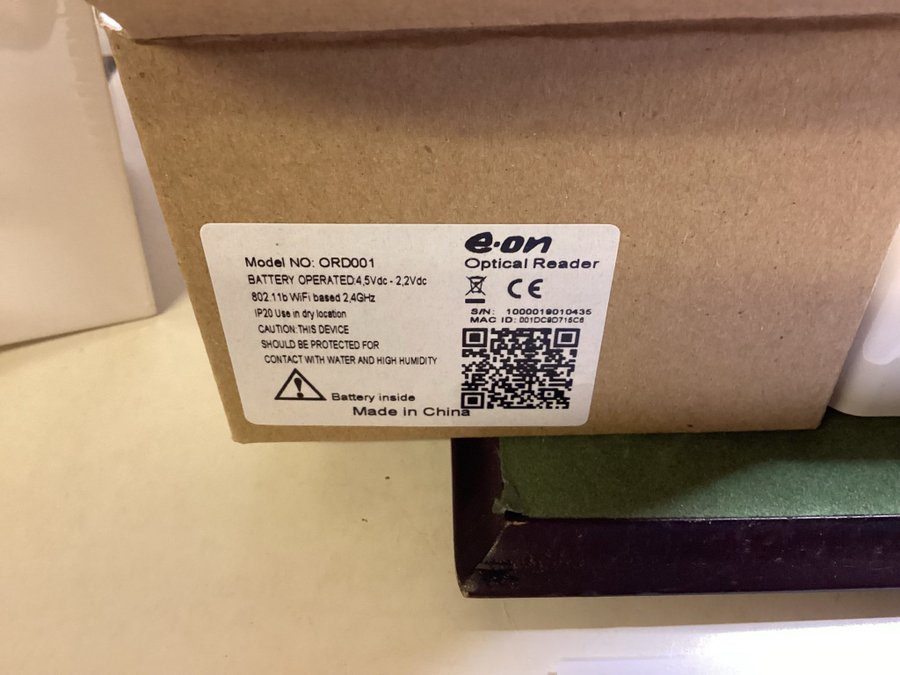 Model NO: ORD001
BATTERY OPERATED:4,5Vdc - 2,2Vdc
802.11b WiFi based 2,4GHz
IP20 Use in dry location
CAUTION: THIS DEVICE
SHOULD BE PROTECTED FOR
CONTACT WITH WATER AND HIGH HUMIDITY
Battery inside
Made in China
e·on
Optical Reader
CE
S/N: 1000019010435
MAC ID: 001DC9D715C6